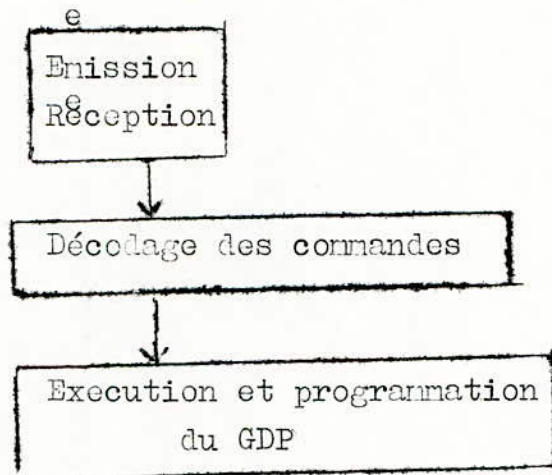 e
Emission
Réception
Décodage des commandes
Execution et programmation
du GDP